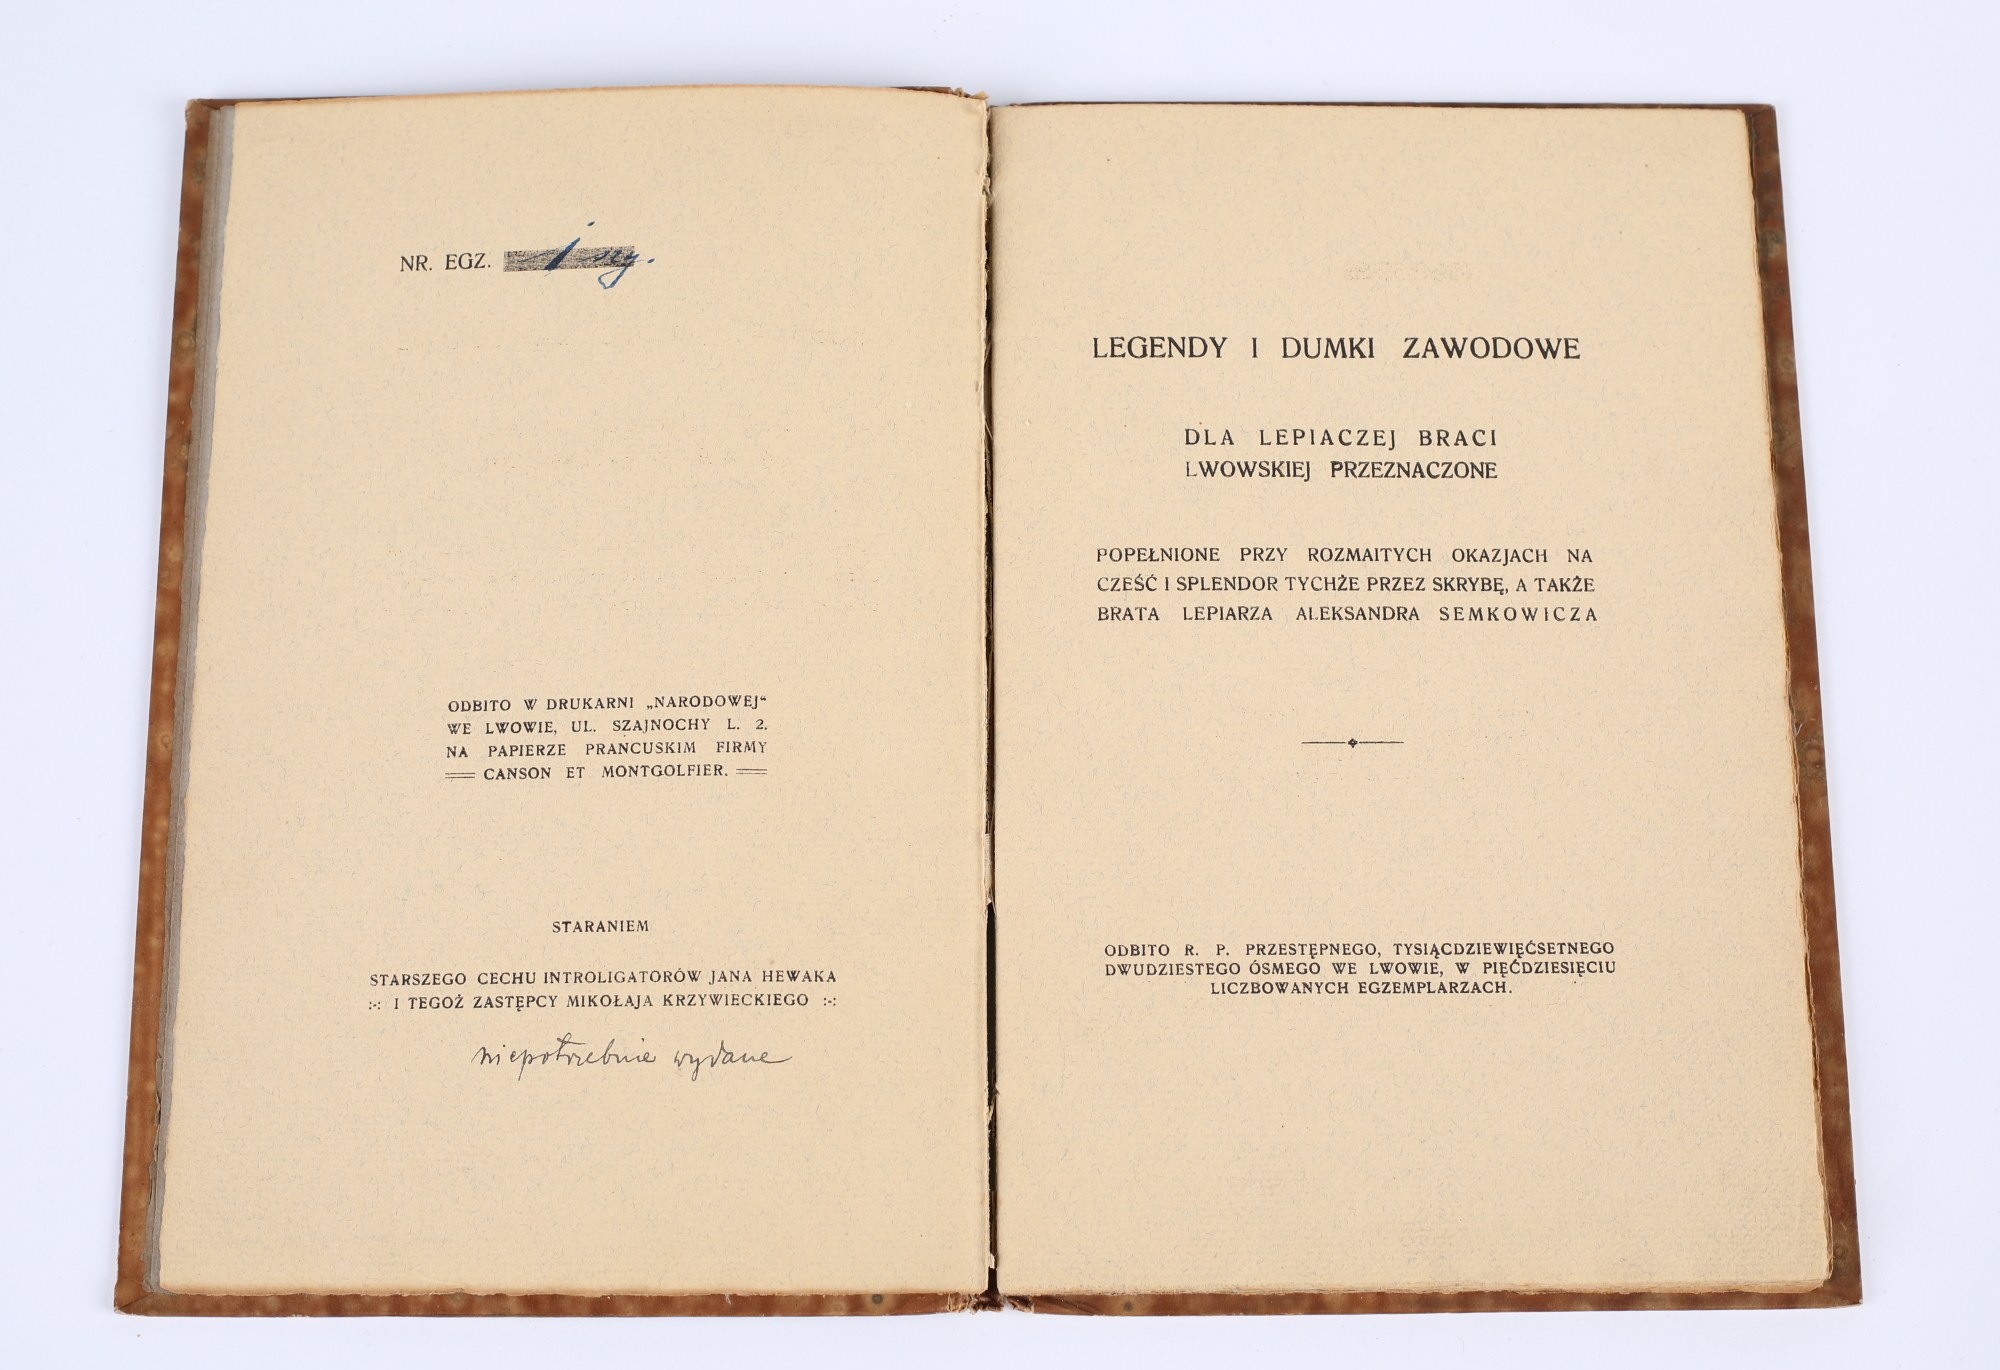 NR. EGZ. 1 szy.
ODBITO W DRUKARNI „NARODOWEJ“
WE LWOWIE, UL. SZAJNOCHY L. 2.
NA PAPIERZE PRANCUSKIM FIRMY
CANSON ET MONTGOLFIER.
STARANIEM
STARSZEGO CECHU INTROLIGATORÓW JANA HEWAKA
:-: I TEGOŻ ZASTĘPCY MIKOŁAJA KRZYWIECKIEGO :-:
niepotrzebnie wydane
LEGENDY I DUMKI ZAWODOWE
DLA LEPIACZEJ BRACI
LWOWSKIEJ PRZEZNACZONE
POPEŁNIONE PRZY ROZMAITYCH OKAZJACH NA
CZEŚĆ I SPLENDOR TYCHŻE PRZEZ SKRYBĘ, A TAKŻE
BRATA LEPIARZA ALEKSANDRA SEMKOWICZA
ODBITO R. P. PRZESTĘPNEGO, TYSIĄCDZIEWIĘĆSETNEGO
DWUDZIESTEGO ÓSMEGO WE LWOWIE, W PIĘĆDZIESIĘCIU
LICZBOWANYCH EGZEMPLARZACH.